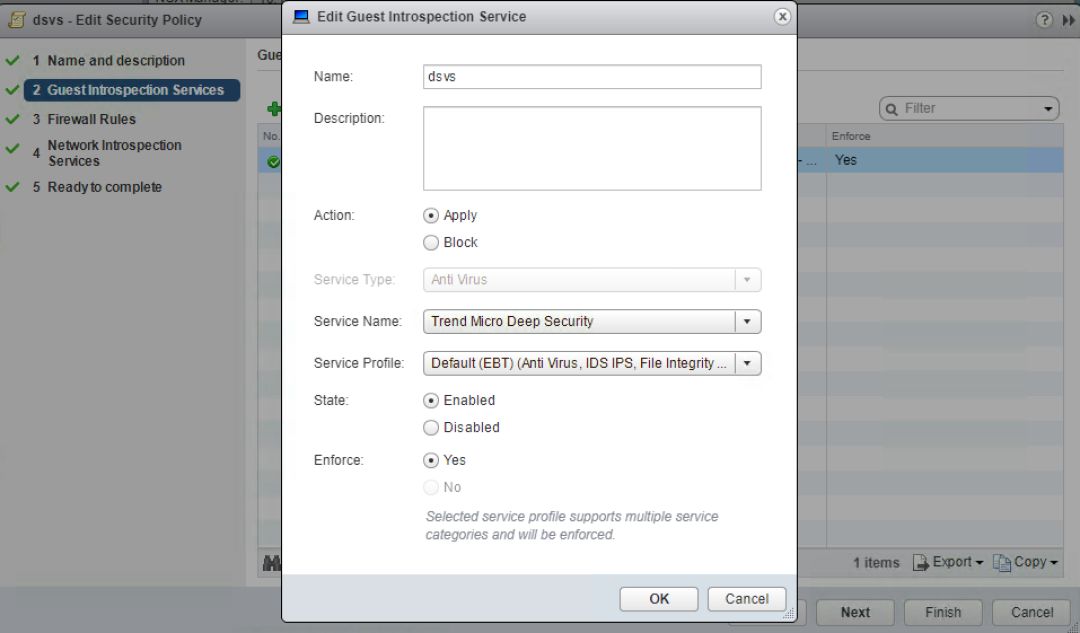 dsvs - Edit Security Policy
?
1 Name and description
2 Guest Introspection Services
3 Firewall Rules
4 Network Introspection
Services
5 Ready to complete
No.
Filter
Enforce
- ...
Yes
1 items
Export
Copy
Next
Finish
Cancel
Edit Guest Introspection Service
Name:
dsvs
Description:
Action:
Apply
Block
Service Type:
Anti Virus
Service Name:
Trend Micro Deep Security
Service Profile:
Default (EBT) (Anti Virus, IDS IPS, File Integrity ...
State:
Enabled
Disabled
Enforce:
Yes
No
Selected service profile supports multiple service
categories and will be enforced.
OK
Cancel